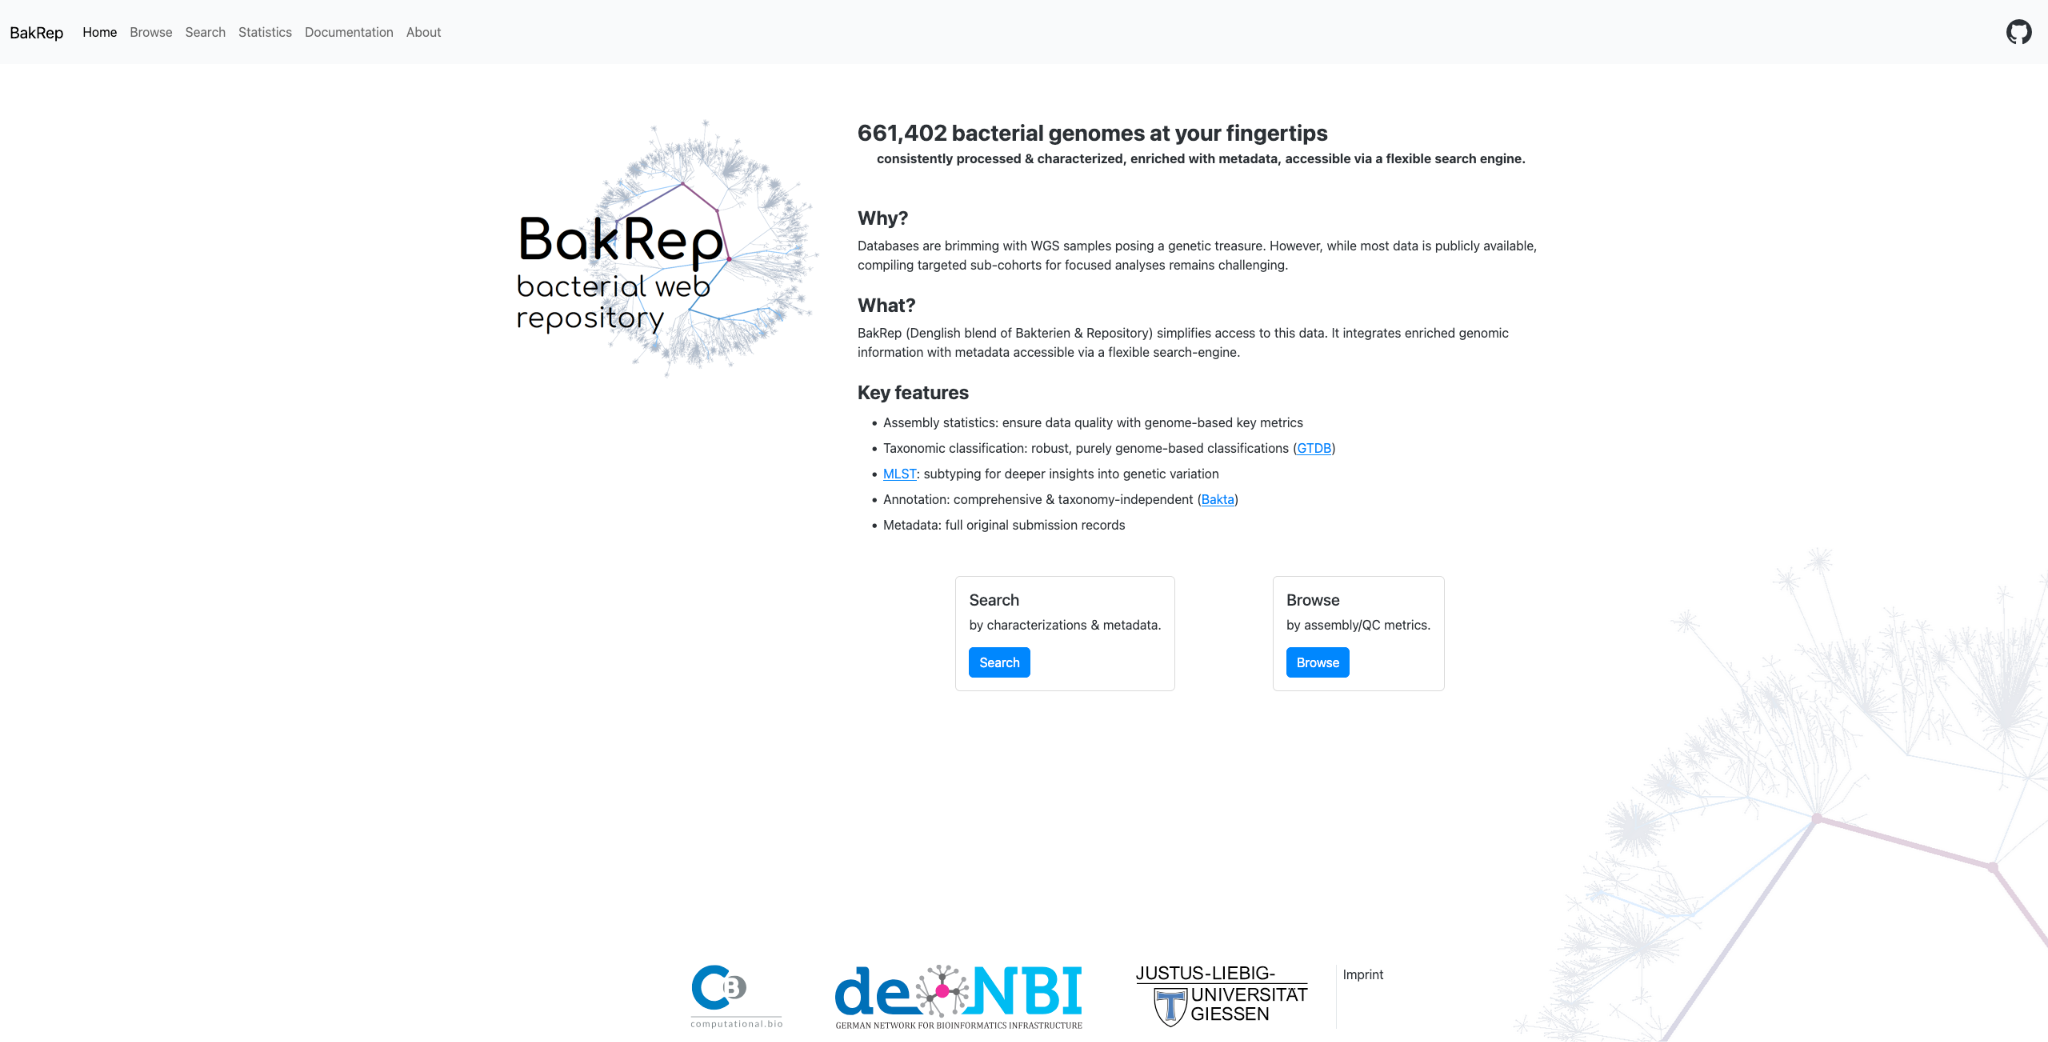 BakRep Home Browse Search Statistics Documentation About
BakRep
bacterial web
repository
661,402 bacterial genomes at your fingertips
consistently processed & characterized, enriched with metadata, accessible via a flexible search engine.
Why?
Databases are brimming with WGS samples posing a genetic treasure. However, while most data is publicly available,
compiling targeted sub-cohorts for focused analyses remains challenging.
What?
BakRep (Denglish blend of Bakterien & Repository) simplifies access to this data. It integrates enriched genomic
information with metadata accessible via a flexible search-engine.
Key features
• Assembly statistics: ensure data quality with genome-based key metrics
• Taxonomic classification: robust, purely genome-based classifications (GTDB)
• MLST: subtyping for deeper insights into genetic variation
• Annotation: comprehensive & taxonomy-independent (Bakta)
• Metadata: full original submission records
Search
by characterizations & metadata.
Search
Browse
by assembly/QC metrics.
Browse
CB
computational.bio
de NBI
GERMAN NETWORK FOR BIOINFORMATICS INFRASTRUCTURE
JUSTUS-LIEBIG-
UNIVERSITÄT
GIESSEN
Imprint